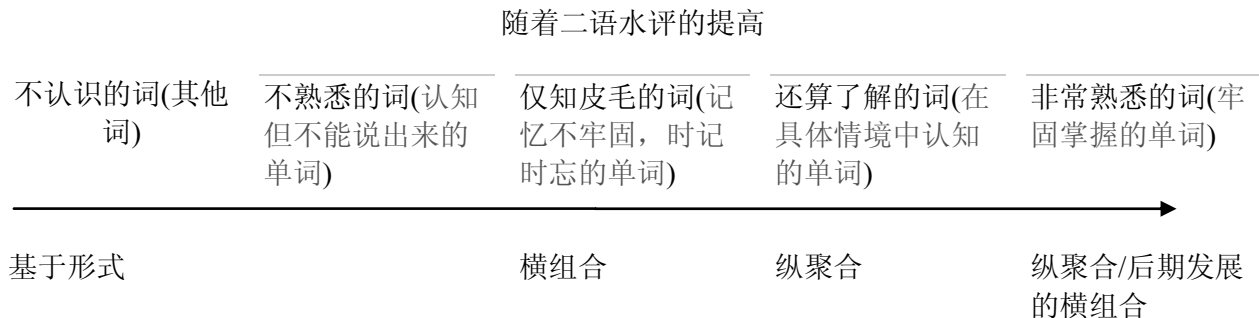 随着二语水评的提高
不认识的词(其他
词)
不熟悉的词(认知
但不能说出来的
单词)
仅知皮毛的词(记
忆不牢固，时记
时忘的单词)
还算了解的词(在
具体情境中认知
的单词)
非常熟悉的词(牢
固掌握的单词)
基于形式
横组合
纵聚合
纵聚合/后期发展
的横组合